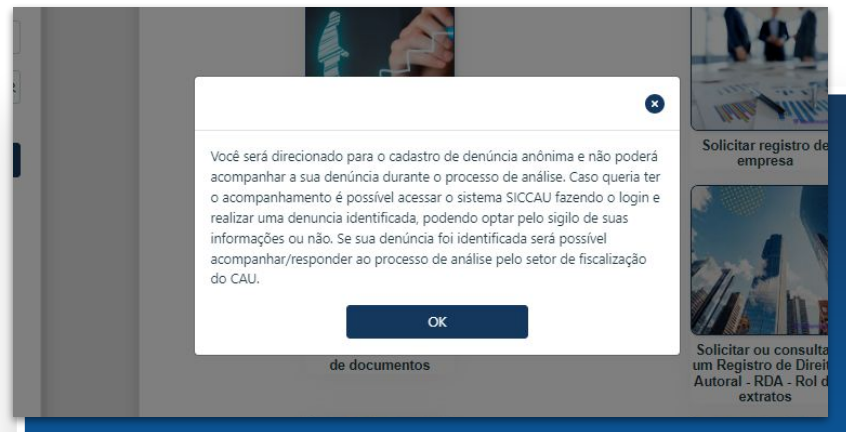 Você será direcionado para o cadastro de denúncia anônima e não poderá
acompanhar a sua denúncia durante o processo de análise. Caso queria ter
o acompanhamento é possível acessar o sistema SICCAU fazendo o login e
realizar uma denuncia identificada, podendo optar pelo sigilo de suas
informações ou não. Se sua denúncia foi identificada será possível
acompanhar/responder ao processo de análise pelo setor de fiscalização
do CAU.
OK
de documentos
Solicitar registro de
empresa
Solicitar ou consulta
um Registro de Direit
Autoral - RDA - Rol d
extratos